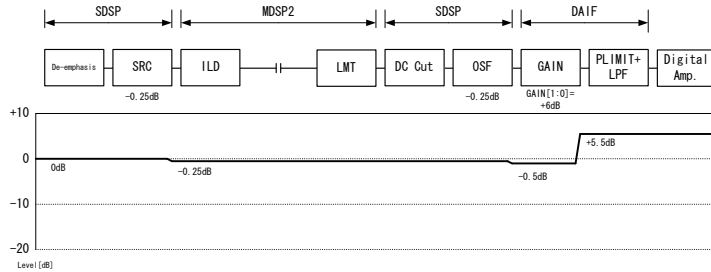 SDSP MDSP2 SDSP DAIF
De-emphasis SRC ILD LMT DC Cut OSF GAIN PLIMIT+ LPF Digital Amp.
-0.25dB -0.25dB GAIN[1:0]= +6dB
+10
0
-10
-20
0dB -0.25dB -0.5dB +5.5dB
Level[dB]